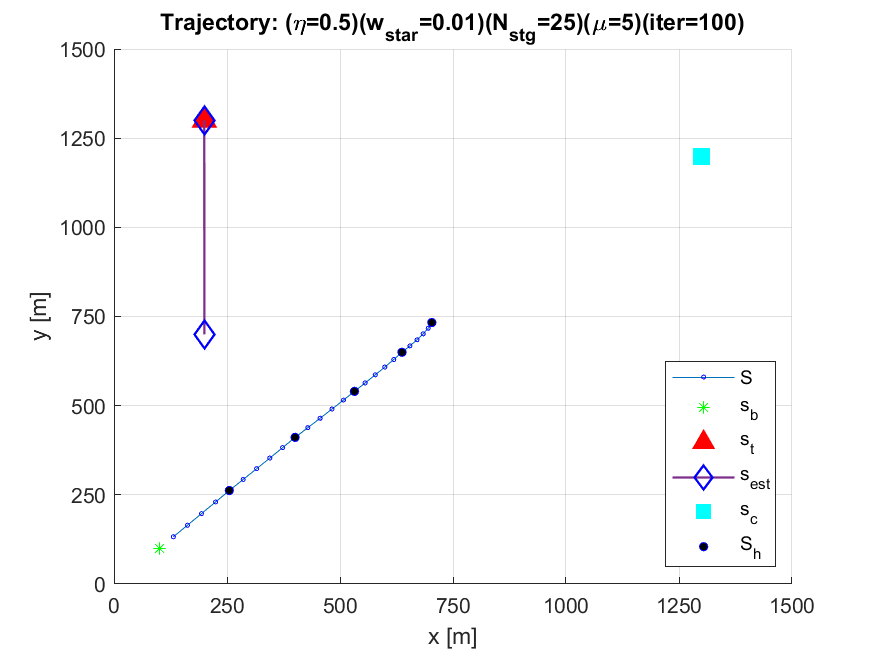 Trajectory: (η=0.5)(w_star=0.01)(N_stg=25)(μ=5)(iter=100)
1500
1250
1000
750
500
250
0
y [m]
S
s_b
s_t
s_est
s_c
S_h
0 250 500 750 1000 1250 1500
x [m]